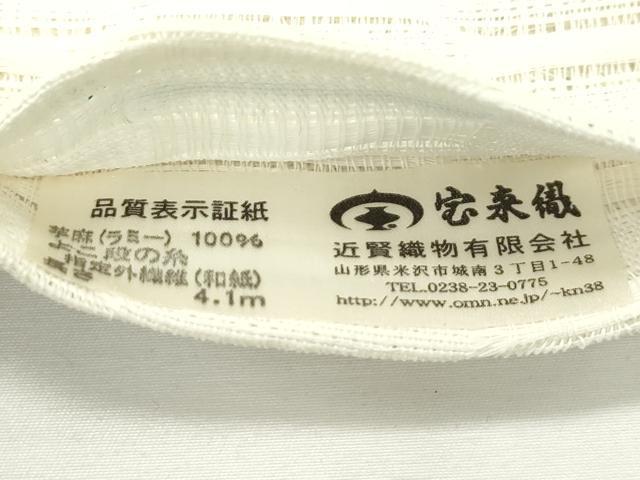 品質表示証紙
苧麻(ラミー) 100%
よこ段の糸
指定外繊維(和紙)
長さ 4.1m
宝来織
近賢織物有限会社
山形県米沢市城南3丁目1-48
TEL.0238-23-0775
http://www.omn.ne.jp/~kn38